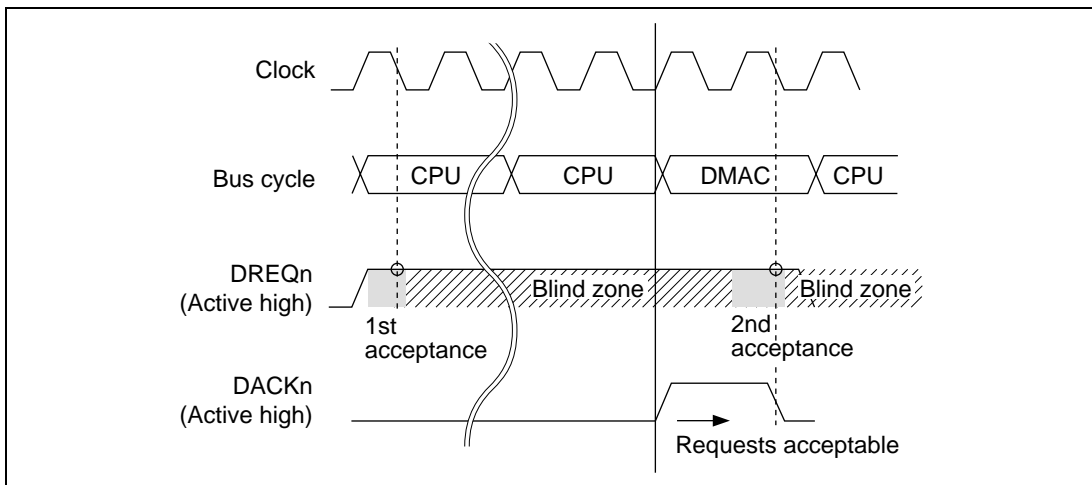 Clock
Bus cycle
CPU
CPU
DMAC
CPU
DREQn
(Active high)
Blind zone
Blind zone
1st
acceptance
2nd
acceptance
DACKn
(Active high)
Requests acceptable